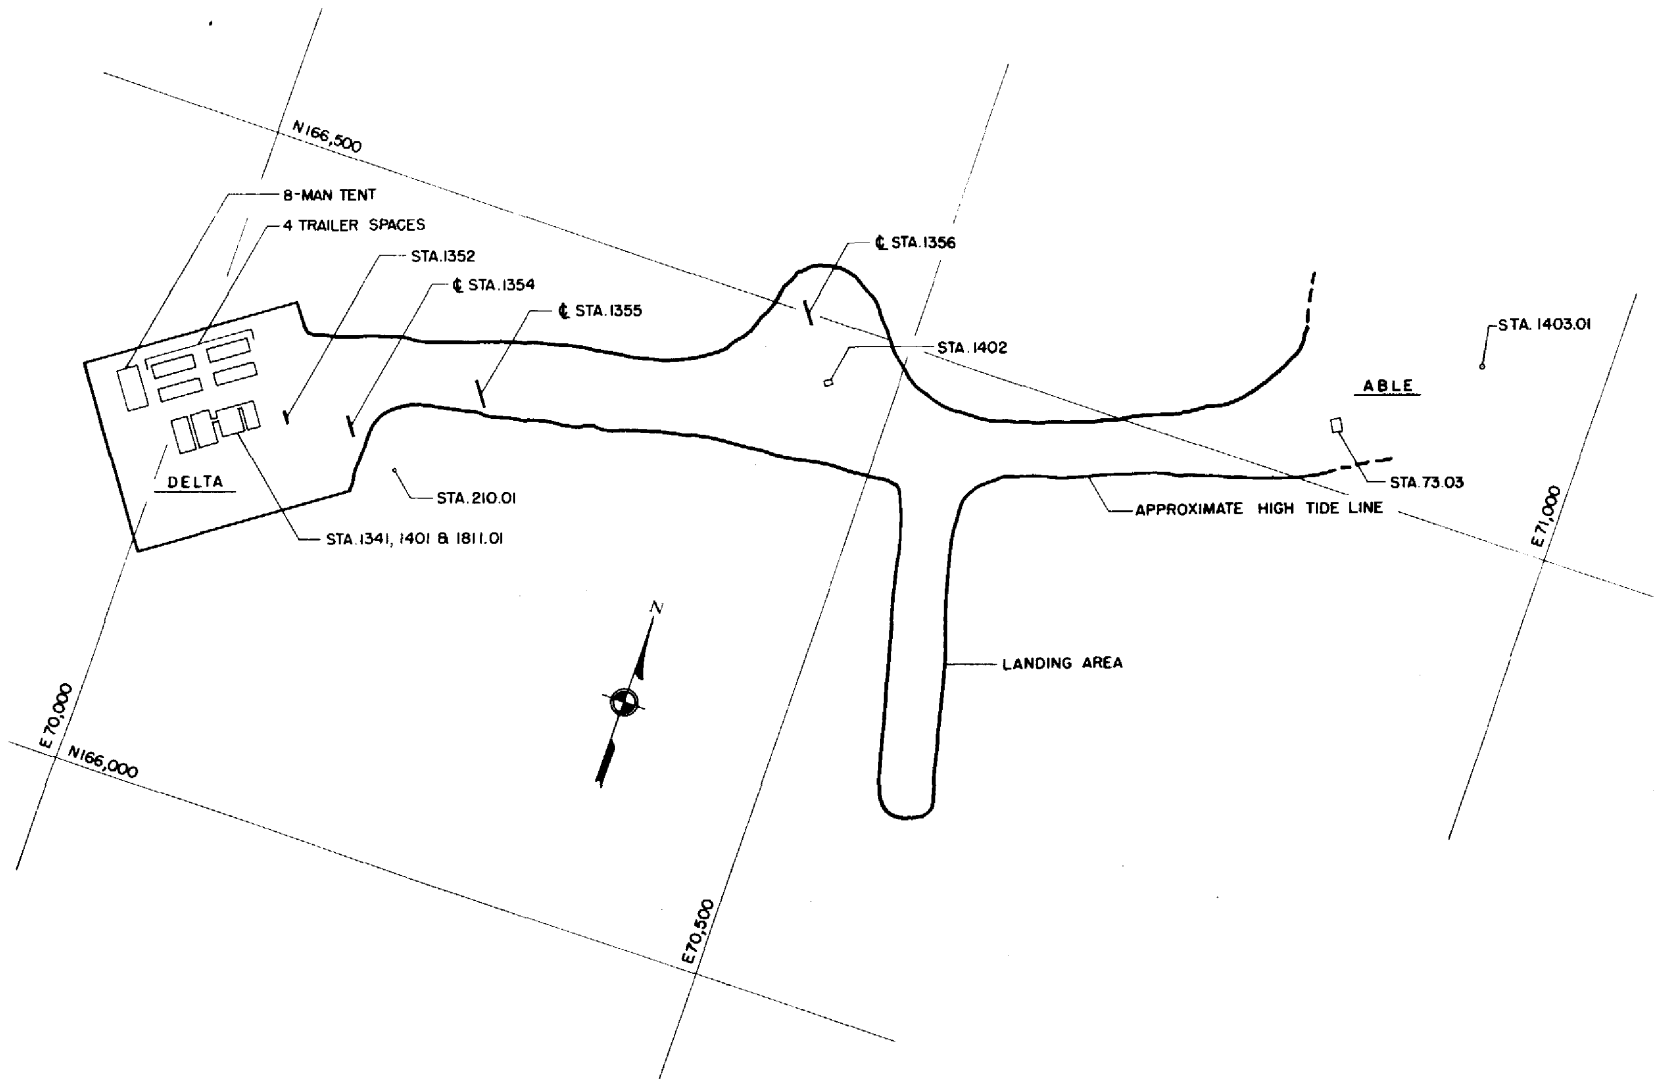 N166,500
8-MAN TENT
4 TRAILER SPACES
STA.1352
℄ STA.1354
℄ STA.1355
℄ STA.1356
STA.1402
STA. 1403.01
ABLE
STA.73.03
APPROXIMATE HIGH TIDE LINE
E 71,000
DELTA
STA.210.01
STA.1341, 1401 & 1811.01
N
LANDING AREA
E 70,000
N166,000
E70,500